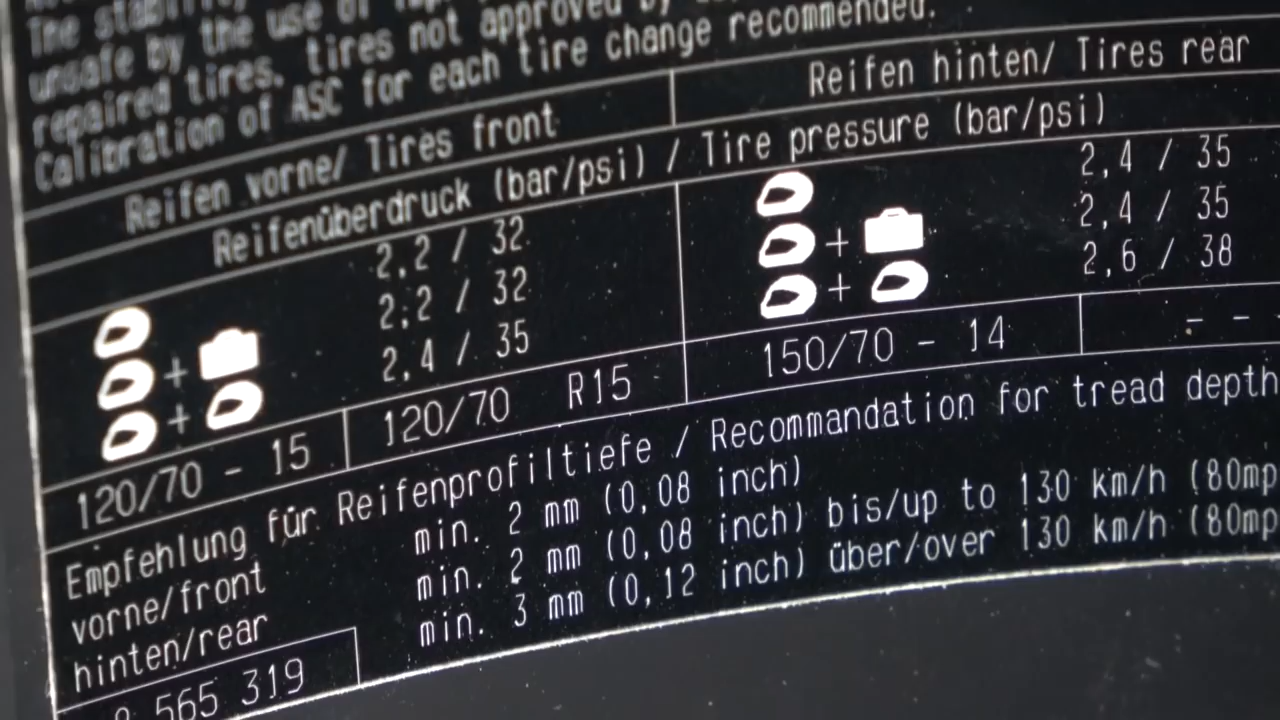 The stability
unsafe by the use of
repaired tires, tires not approved by
Calibration of ASC for each tire change recommended.
Reifen vorne/ Tires front Reifen hinten/ Tires rear
Reifenüberdruck (bar/psi) / Tire pressure (bar/psi)
2,2 / 32 2,4 / 35
+ 2,2 / 32 + 2,4 / 35
+ 2,4 / 35 + 2,6 / 38
120/70 - 15 120/70 R15 150/70 - 14 - -
Empfehlung für Reifenprofiltiefe / Recommandation for tread depth
vorne/front min. 2 mm (0,08 inch)
hinten/rear min. 2 mm (0,08 inch) bis/up to 130 km/h (80mp
min. 3 mm (0,12 inch) über/over 130 km/h (80mp
565 319